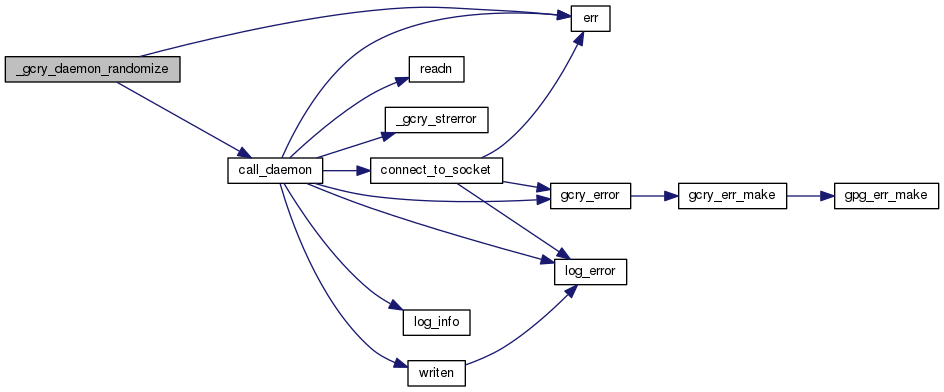 err
_gcry_daemon_randomize
readn
_gcry_strerror
call_daemon
connect_to_socket
gcry_error
gcry_err_make
gpg_err_make
log_error
log_info
writen